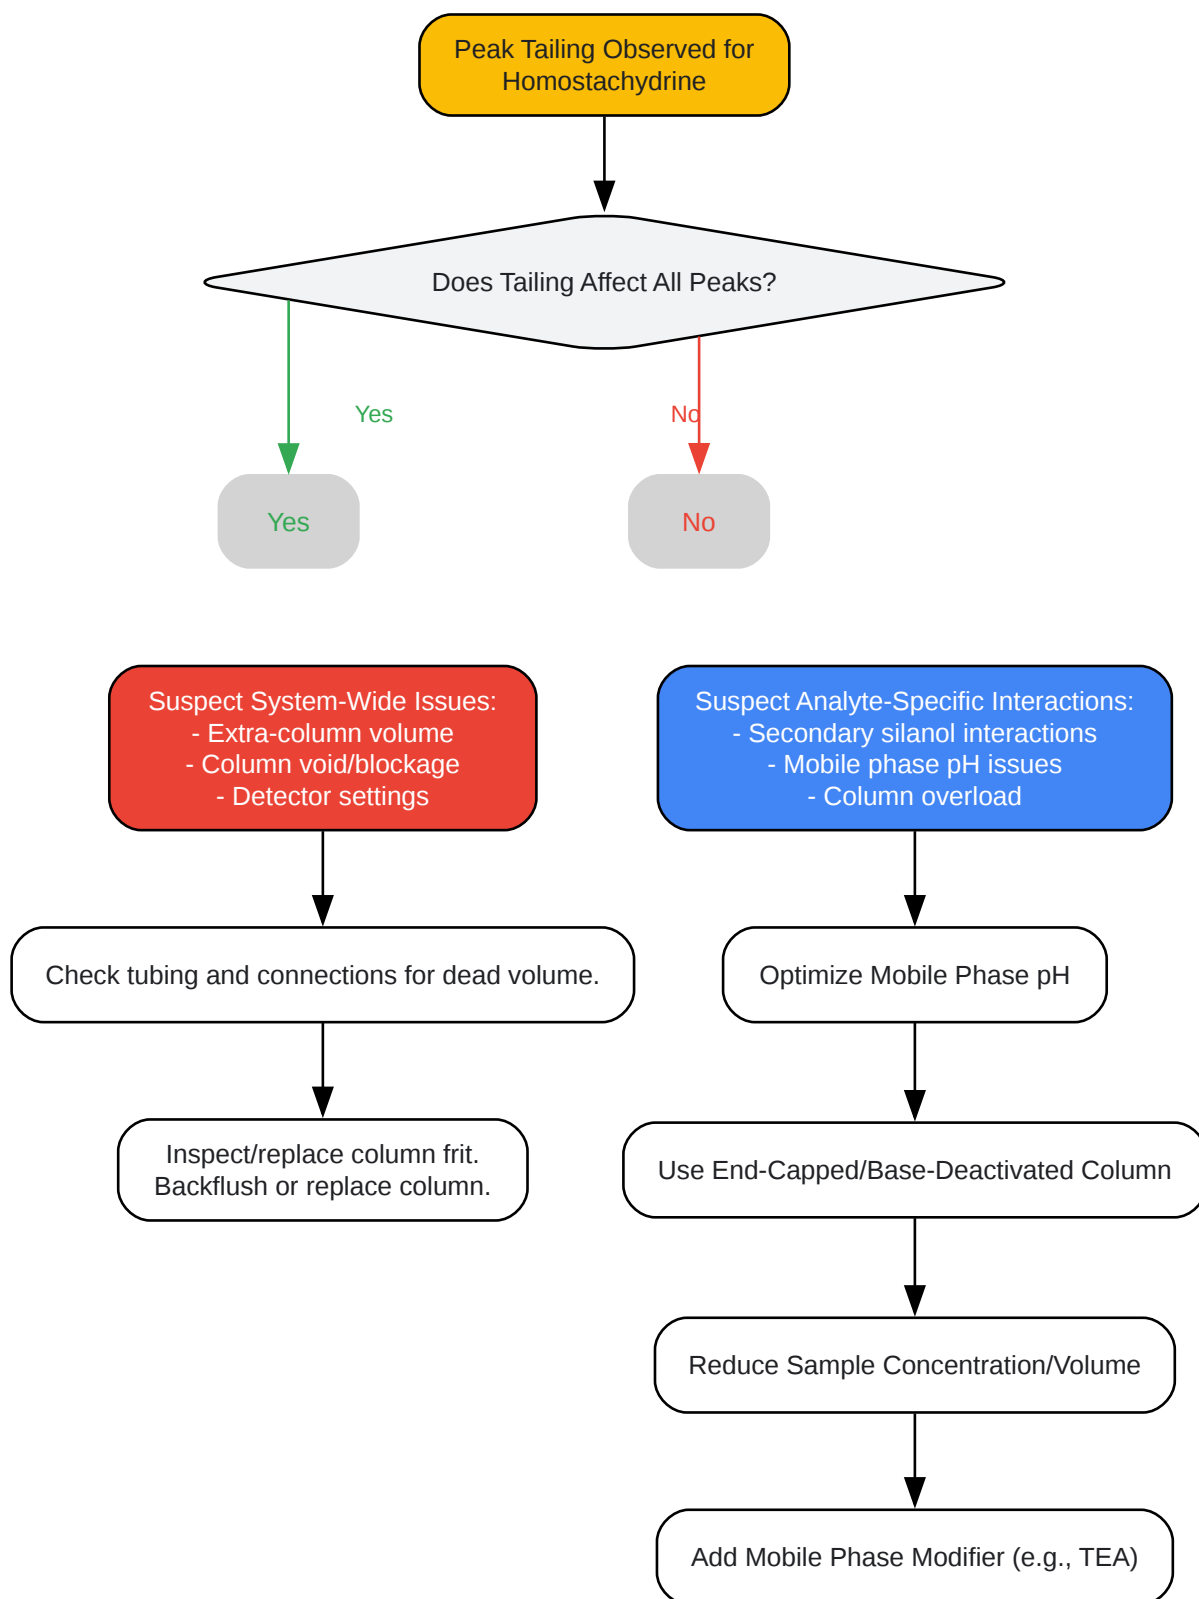 Peak Tailing Observed for
Homostachydrine
Does Tailing Affect All Peaks?
Yes
No
Yes
No
Suspect System-Wide Issues:
- Extra-column volume
- Column void/blockage
- Detector settings
Suspect Analyte-Specific Interactions:
- Secondary silanol interactions
- Mobile phase pH issues
- Column overload
Check tubing and connections for dead volume.
Optimize Mobile Phase pH
Inspect/replace column frit.
Backflush or replace column.
Use End-Capped/Base-Deactivated Column
Reduce Sample Concentration/Volume
Add Mobile Phase Modifier (e.g., TEA)